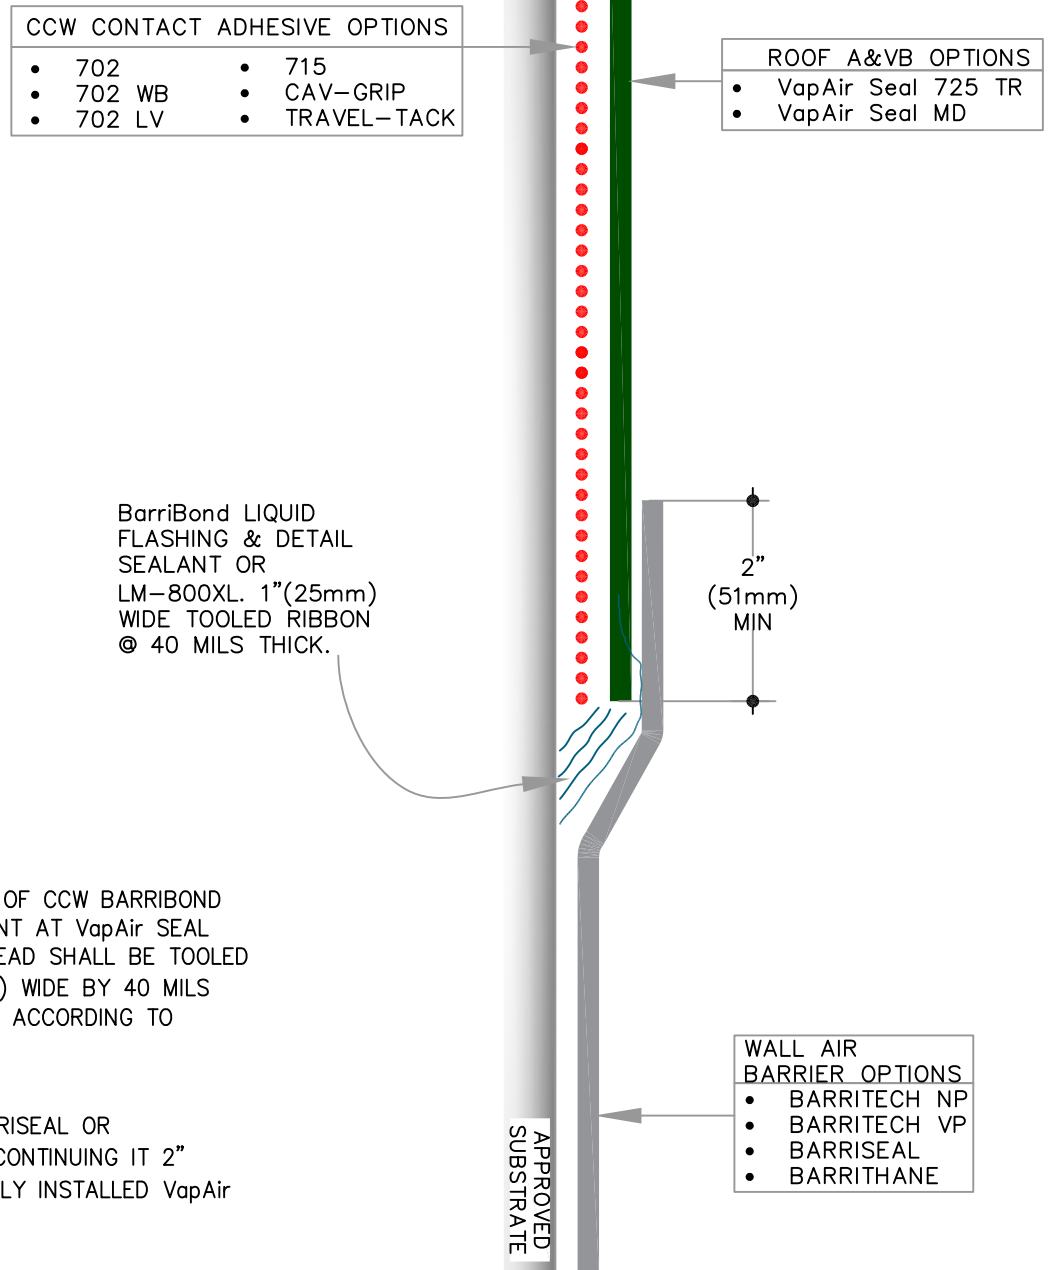 CCW CONTACT ADHESIVE OPTIONS
• 702 • 715
• 702 WB • CAV-GRIP
• 702 LV • TRAVEL-TACK
ROOF A&VB OPTIONS
• VapAir Seal 725 TR
• VapAir Seal MD
BarriBond LIQUID
FLASHING & DETAIL
SEALANT OR
LM-800XL. 1"(25mm)
WIDE TOOLED RIBBON
@ 40 MILS THICK.
2"
(51mm)
MIN
OF CCW BARRIBOND
NT AT VapAir SEAL
EAD SHALL BE TOOLED
) WIDE BY 40 MILS
ACCORDING TO
RISEAL OR
CONTINUING IT 2"
LY INSTALLED VapAir
APPROVED
SUBSTRATE
WALL AIR
BARRIER OPTIONS
• BARRITECH NP
• BARRITECH VP
• BARRISEAL
• BARRITHANE